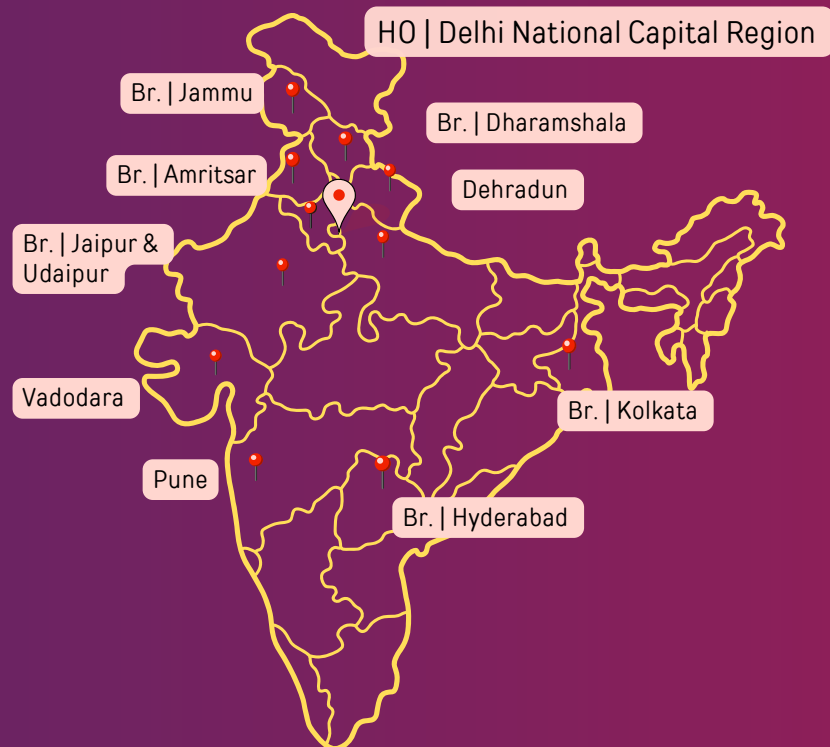 HO | Delhi National Capital Region
Br. | Jammu
Br. | Dharamshala
Br. | Amritsar
Dehradun
Br. | Jaipur &
Udaipur
Vadodara
Br. | Kolkata
Pune
Br. | Hyderabad